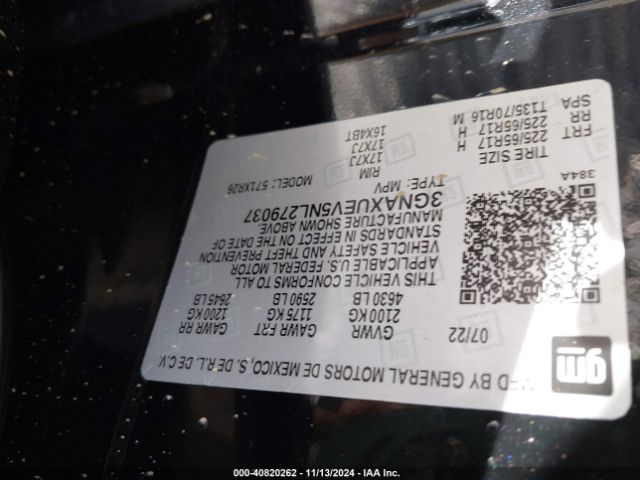 MFD BY GENERAL MOTORS DE MEXICO, S. DE R.L. DE C.V.
gm
07/22 GVWR GAWR FRT GAWR RR
2100 KG 1175 KG 1200 KG
4630 LB 2590 LB 2645 LB
THIS VEHICLE CONFORMS TO ALL
APPLICABLE U.S. FEDERAL MOTOR
VEHICLE SAFETY AND THEFT PREVENTION
STANDARDS IN EFFECT ON THE DATE OF
MANUFACTURE SHOWN ABOVE.
3GNAXUEV5NL279037
TYPE: MPV MODEL: 571XR26
384A
TIRE SIZE RIM
FRT 225/65R17 H 17X7J
RR 225/65R17 H 17X7J
SPA T135/70R16 M 16X4BT
000-40820262 - 11/13/2024 - IAA Inc.